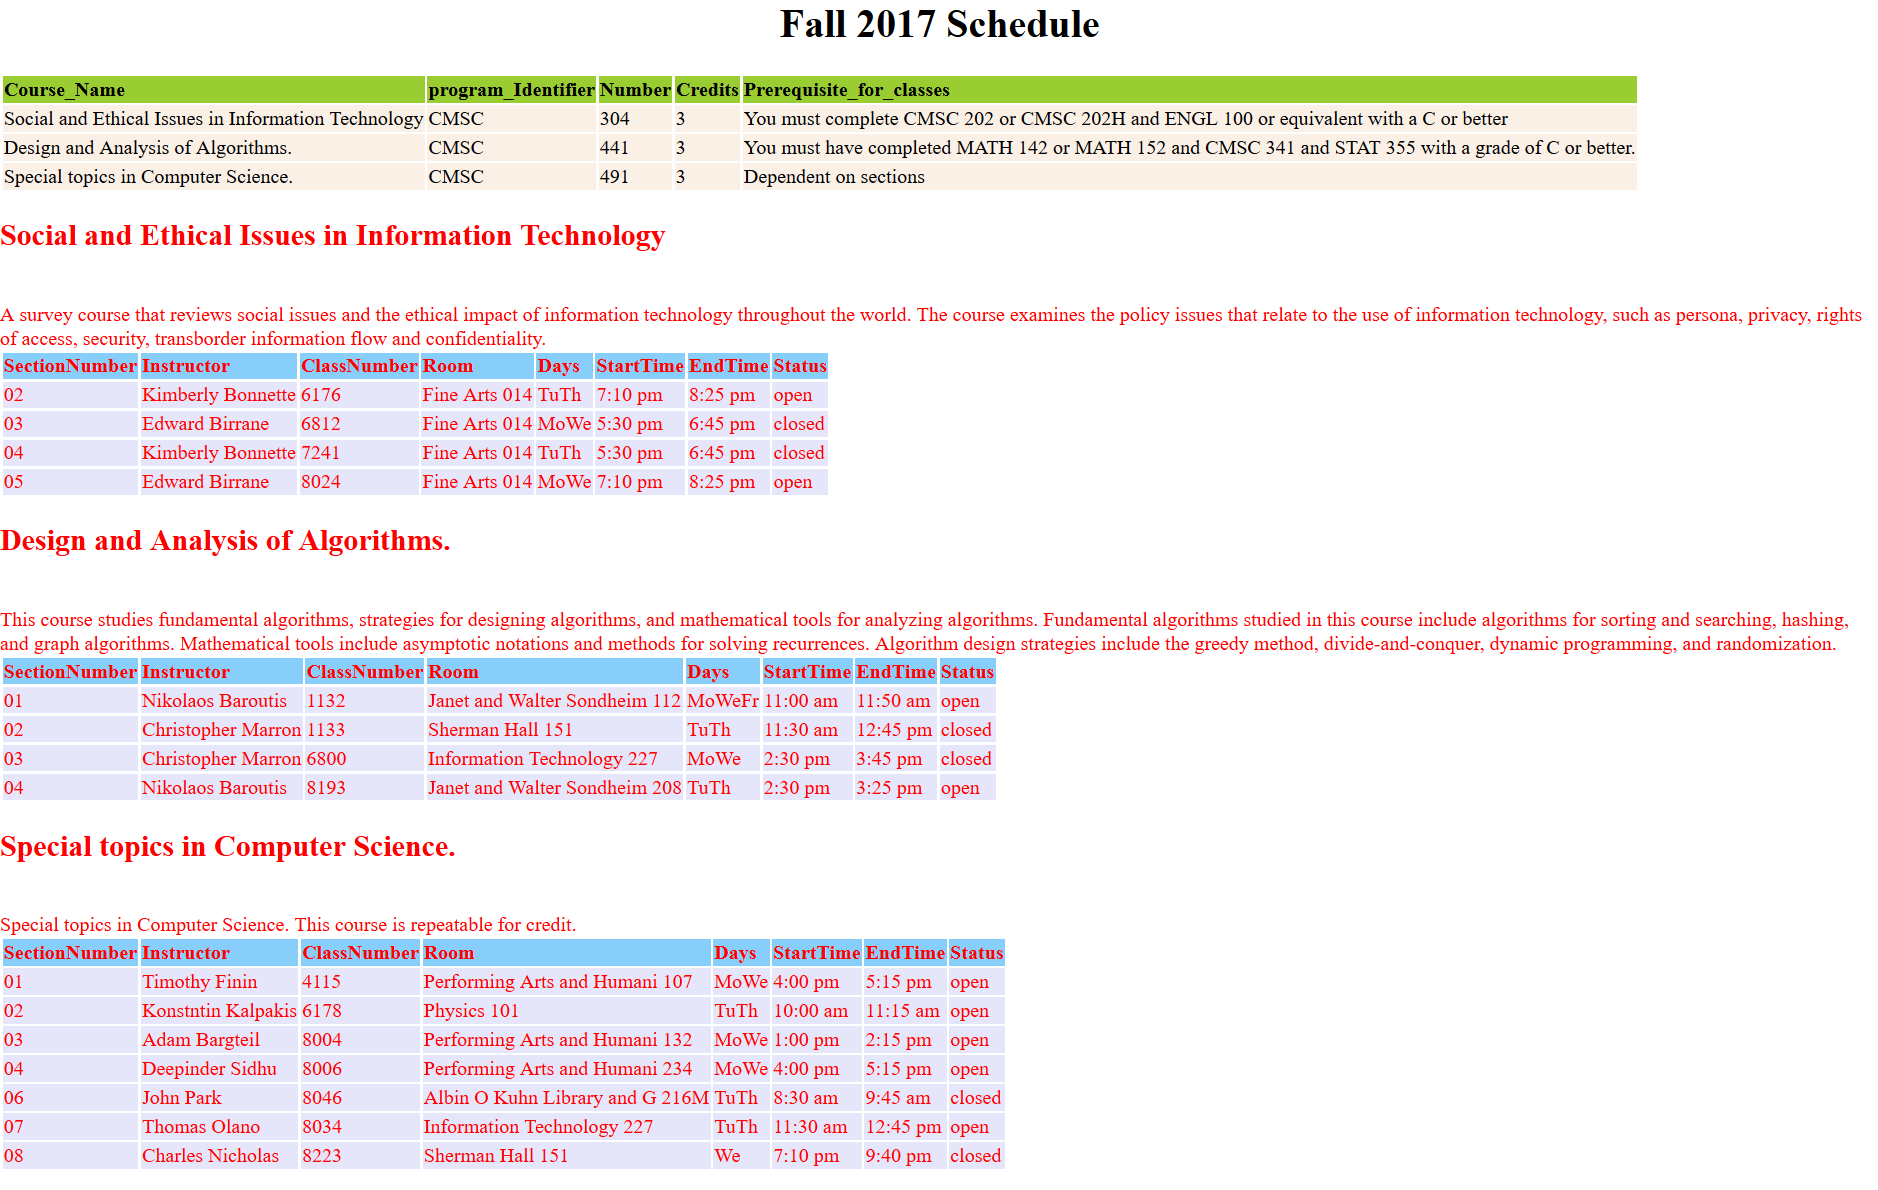 Fall 2017 Schedule
Course_Name program_Identifier Number Credits Prerequisite_for_classes
Social and Ethical Issues in Information Technology CMSC 304 3 You must complete CMSC 202 or CMSC 202H and ENGL 100 or equivalent with a C or better
Design and Analysis of Algorithms. CMSC 441 3 You must have completed MATH 142 or MATH 152 and CMSC 341 and STAT 355 with a grade of C or better.
Special topics in Computer Science. CMSC 491 3 Dependent on sections
Social and Ethical Issues in Information Technology
A survey course that reviews social issues and the ethical impact of information technology throughout the world. The course examines the policy issues that relate to the use of information technology, such as persona, privacy, rights
of access, security, transborder information flow and confidentiality.
SectionNumber Instructor ClassNumber Room Days StartTime EndTime Status
02 Kimberly Bonnette 6176 Fine Arts 014 TuTh 7:10 pm 8:25 pm open
03 Edward Birrane 6812 Fine Arts 014 MoWe 5:30 pm 6:45 pm closed
04 Kimberly Bonnette 7241 Fine Arts 014 TuTh 5:30 pm 6:45 pm closed
05 Edward Birrane 8024 Fine Arts 014 MoWe 7:10 pm 8:25 pm open
Design and Analysis of Algorithms.
This course studies fundamental algorithms, strategies for designing algorithms, and mathematical tools for analyzing algorithms. Fundamental algorithms studied in this course include algorithms for sorting and searching, hashing,
and graph algorithms. Mathematical tools include asymptotic notations and methods for solving recurrences. Algorithm design strategies include the greedy method, divide-and-conquer, dynamic programming, and randomization.
SectionNumber Instructor ClassNumber Room Days StartTime EndTime Status
01 Nikolaos Baroutis 1132 Janet and Walter Sondheim 112 MoWeFr 11:00 am 11:50 am open
02 Christopher Marron 1133 Sherman Hall 151 TuTh 11:30 am 12:45 pm closed
03 Christopher Marron 6800 Information Technology 227 MoWe 2:30 pm 3:45 pm closed
04 Nikolaos Baroutis 8193 Janet and Walter Sondheim 208 TuTh 2:30 pm 3:25 pm open
Special topics in Computer Science.
Special topics in Computer Science. This course is repeatable for credit.
SectionNumber Instructor ClassNumber Room Days StartTime EndTime Status
01 Timothy Finin 4115 Performing Arts and Humani 107 MoWe 4:00 pm 5:15 pm open
02 Konstntin Kalpakis 6178 Physics 101 TuTh 10:00 am 11:15 am open
03 Adam Bargteil 8004 Performing Arts and Humani 132 MoWe 1:00 pm 2:15 pm open
04 Deepinder Sidhu 8006 Performing Arts and Humani 234 MoWe 4:00 pm 5:15 pm open
06 John Park 8046 Albin O Kuhn Library and G 216M TuTh 8:30 am 9:45 am closed
07 Thomas Olano 8034 Information Technology 227 TuTh 11:30 am 12:45 pm open
08 Charles Nicholas 8223 Sherman Hall 151 We 7:10 pm 9:40 pm closed